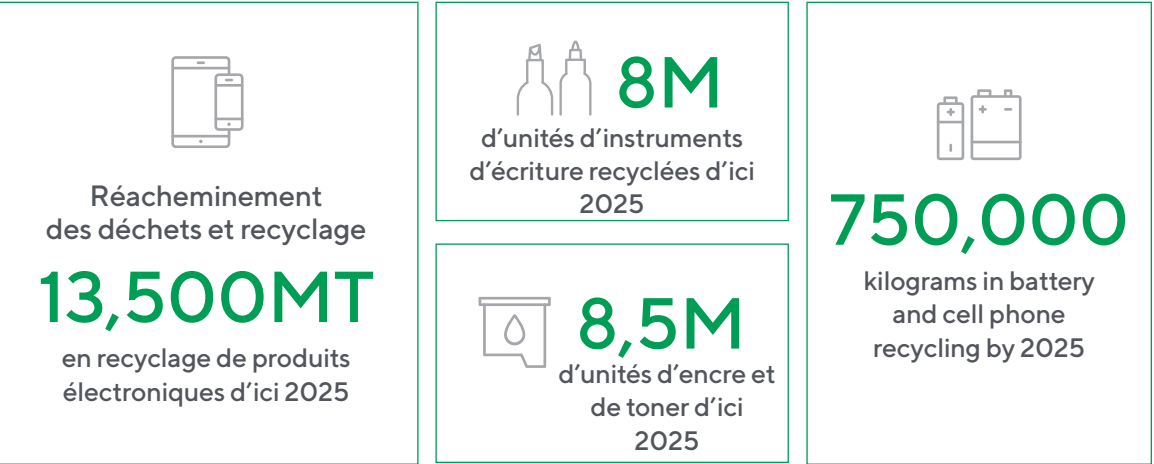 Réacheminement
des déchets et recyclage
13,500MT
en recyclage de produits
électroniques d'ici 2025
8M
d'unités d'instruments
d'écriture recyclées d'ici
2025
8,5M
d'unités d'encre et
de toner d'ici
2025
750,000
kilograms in battery
and cell phone
recycling by 2025